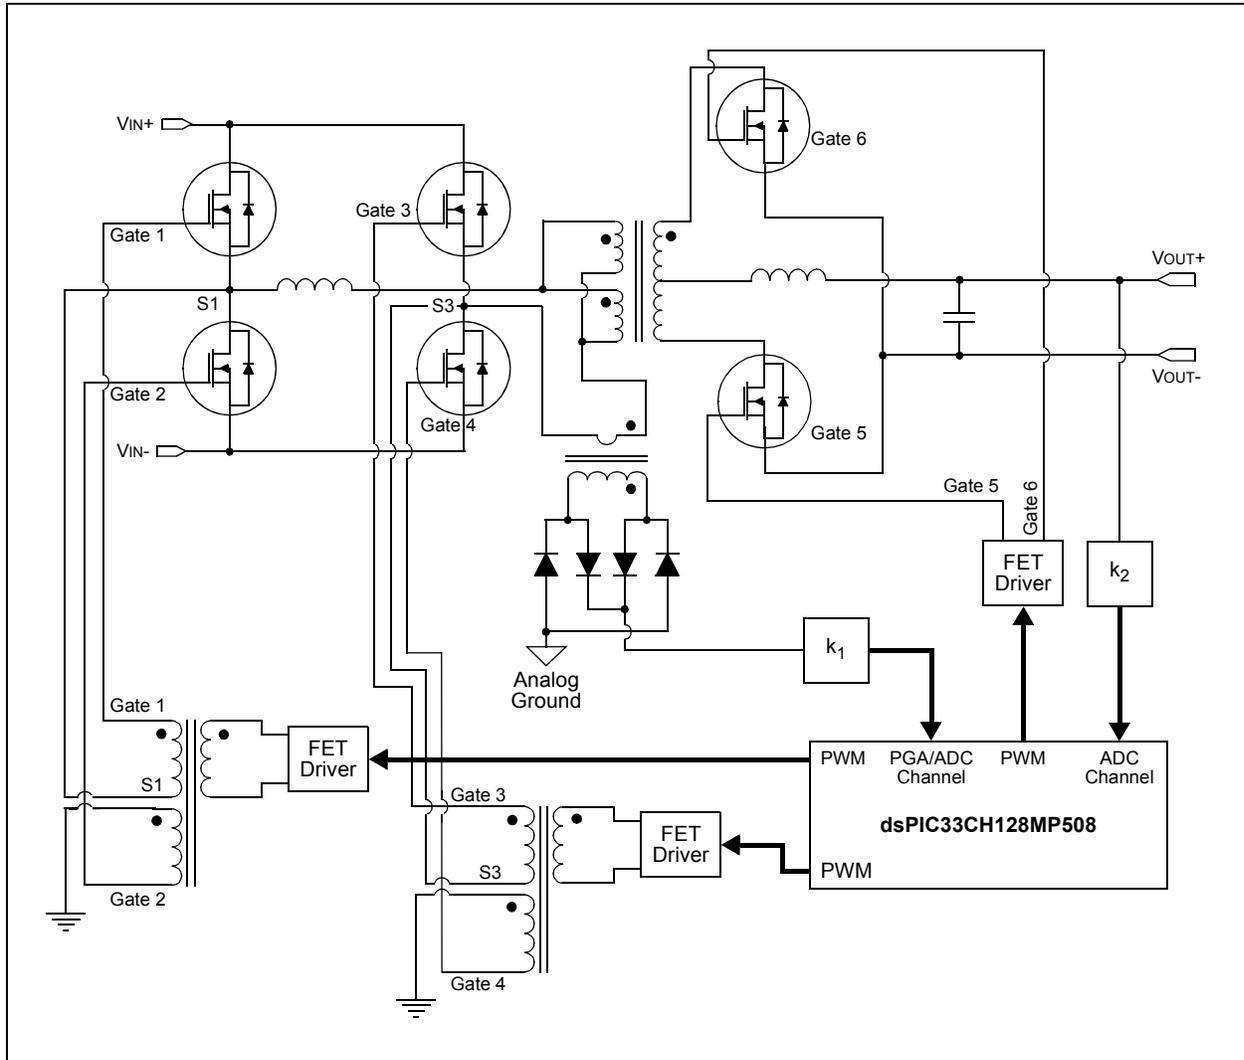 VIN+
Gate 6
Gate 3
Gate 1
VOUT+
S1
S3
VOUT-
Gate 2
Gate 4
Gate 5
VIN-
Gate 5
Gate 6
FET
Driver
k2
k1
Analog
Ground
Gate 1
FET
Driver
S1
PWM
PGA/ADC
Channel
PWM
ADC
Channel
Gate 3
dsPIC33CH128MP508
FET
Driver
S3
PWM
Gate 2
Gate 4